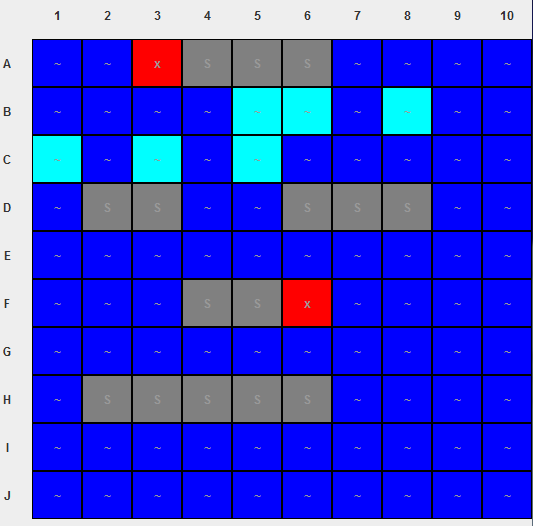 1 2 3 4 5 6 7 8 9 10
A ~ ~ x S S S ~ ~ ~ ~
B ~ ~ ~ ~ ~ ~ ~ ~ ~ ~
C ~ ~ ~ ~ ~ ~ ~ ~ ~ ~
D ~ S S ~ ~ S S S ~ ~
E ~ ~ ~ ~ ~ ~ ~ ~ ~ ~
F ~ ~ ~ S S x ~ ~ ~ ~
G ~ ~ ~ ~ ~ ~ ~ ~ ~ ~
H ~ S S S S S ~ ~ ~ ~
I ~ ~ ~ ~ ~ ~ ~ ~ ~ ~
J ~ ~ ~ ~ ~ ~ ~ ~ ~ ~